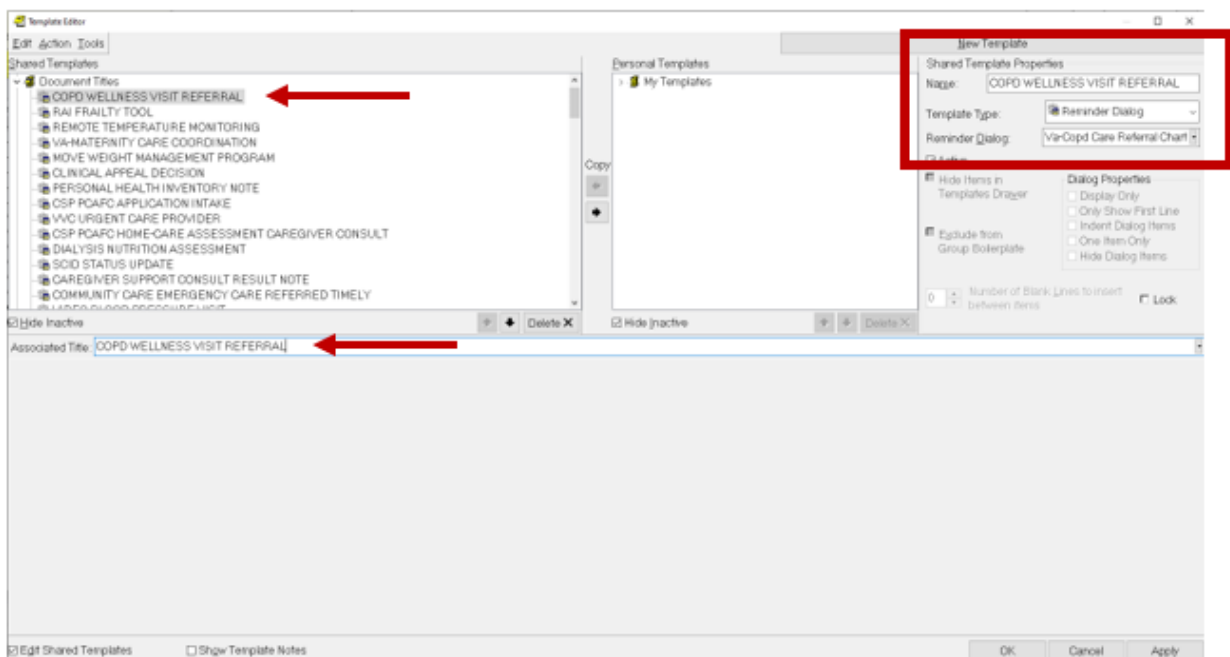 Template Editor
Edit Action Tools
New Template
Shared Templates
Document Titles
COPD WELLNESS VISIT REFERRAL
RAI FRAILTY TOOL
REMOTE TEMPERATURE MONITORING
VA-MATERNITY CARE COORDINATION
MOVE WEIGHT MANAGEMENT PROGRAM
CLINICAL APPEAL DECISION
PERSONAL HEALTH INVENTORY NOTE
CSP PCAFC APPLICATION INTAKE
VVC URGENT CARE PROVIDER
CSP PCAFC HOME-CARE ASSESSMENT CAREGIVER CONSULT
DIALYSIS NUTRITION ASSESSMENT
SCID STATUS UPDATE
CAREGIVER SUPPORT CONSULT RESULT NOTE
COMMUNITY CARE EMERGENCY CARE REFERRED TIMELY
Hide Inactive
Delete X
Copy
Personal Templates
My Templates
Hide Inactive
Delete X
Shared Template Properties
Name: COPD WELLNESS VISIT REFERRAL
Template Type: Reminder Dialog
Reminder Dialog: Va-Copd Care Referral Chart
Active
Hide Items in
Templates Drawer
Exclude from
Group Boilerplate
Dialog Properties
Display Only
Only Show First Line
Indent Dialog Items
One Item Only
Hide Dialog Items
0 Number of Blank Lines to insert
between items
Lock
Associated Title: COPD WELLNESS VISIT REFERRAL
Edit Shared Templates
Show Template Notes
OK Cancel Apply